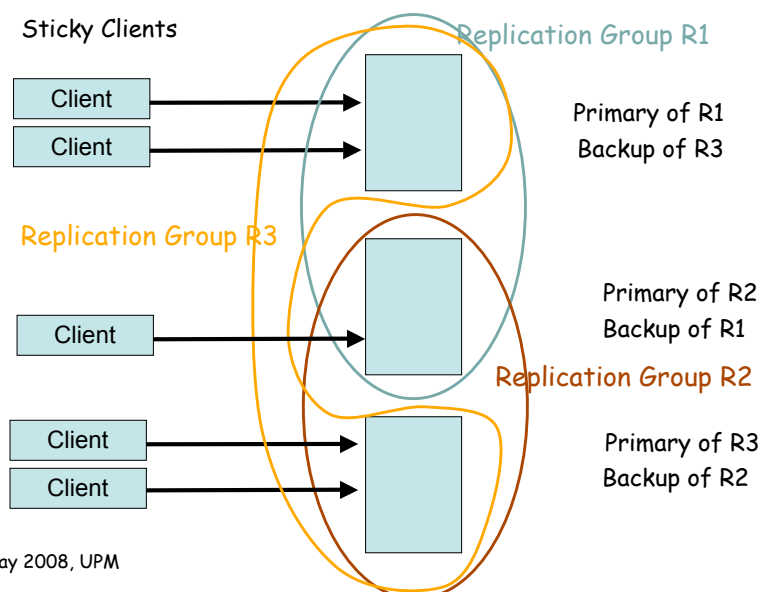 Sticky Clients
Replication Group R1
Client
Client
Primary of R1
Backup of R3
Replication Group R3
Primary of R2
Backup of R1
Client
Replication Group R2
Client
Client
Primary of R3
Backup of R2
2008, UPM